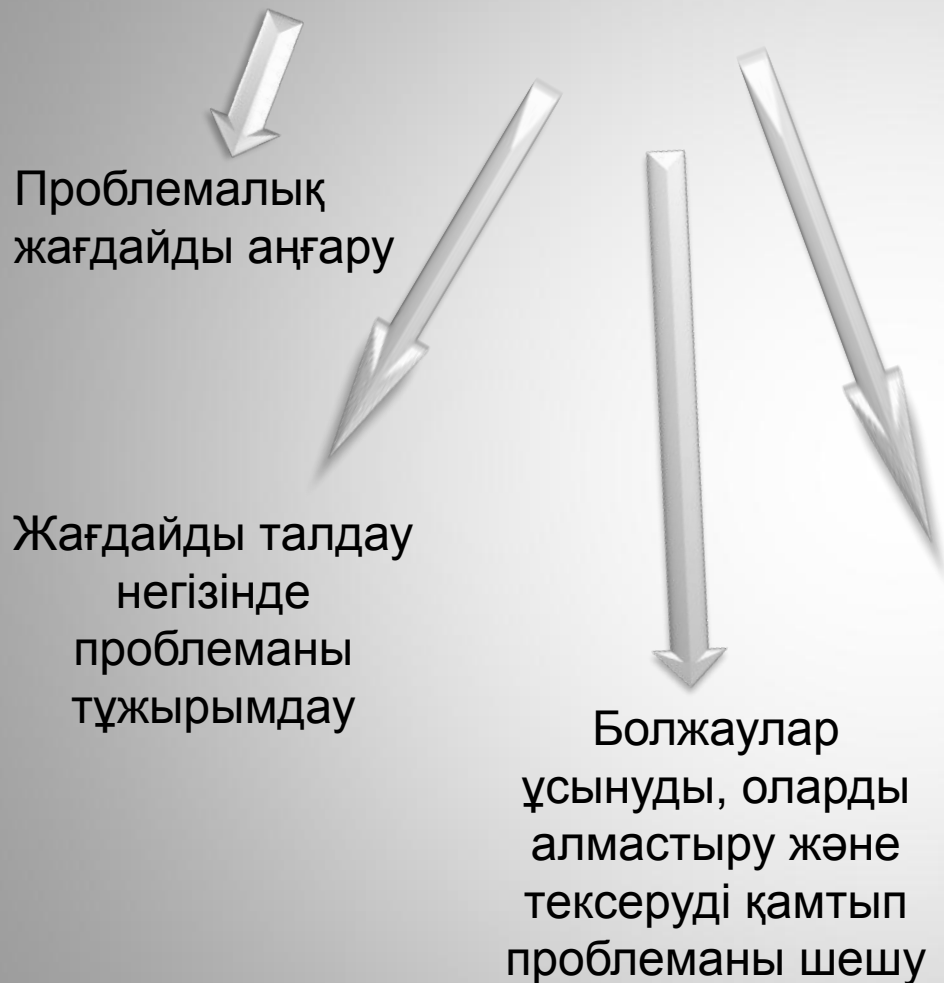 Проблемалық
жағдайды аңғару
Жағдайды талдау
негізінде
проблеманы
тұжырымдау
Болжаулар
ұсынуды, оларды
алмастыру және
тексеруді қамтып
проблеманы шешу